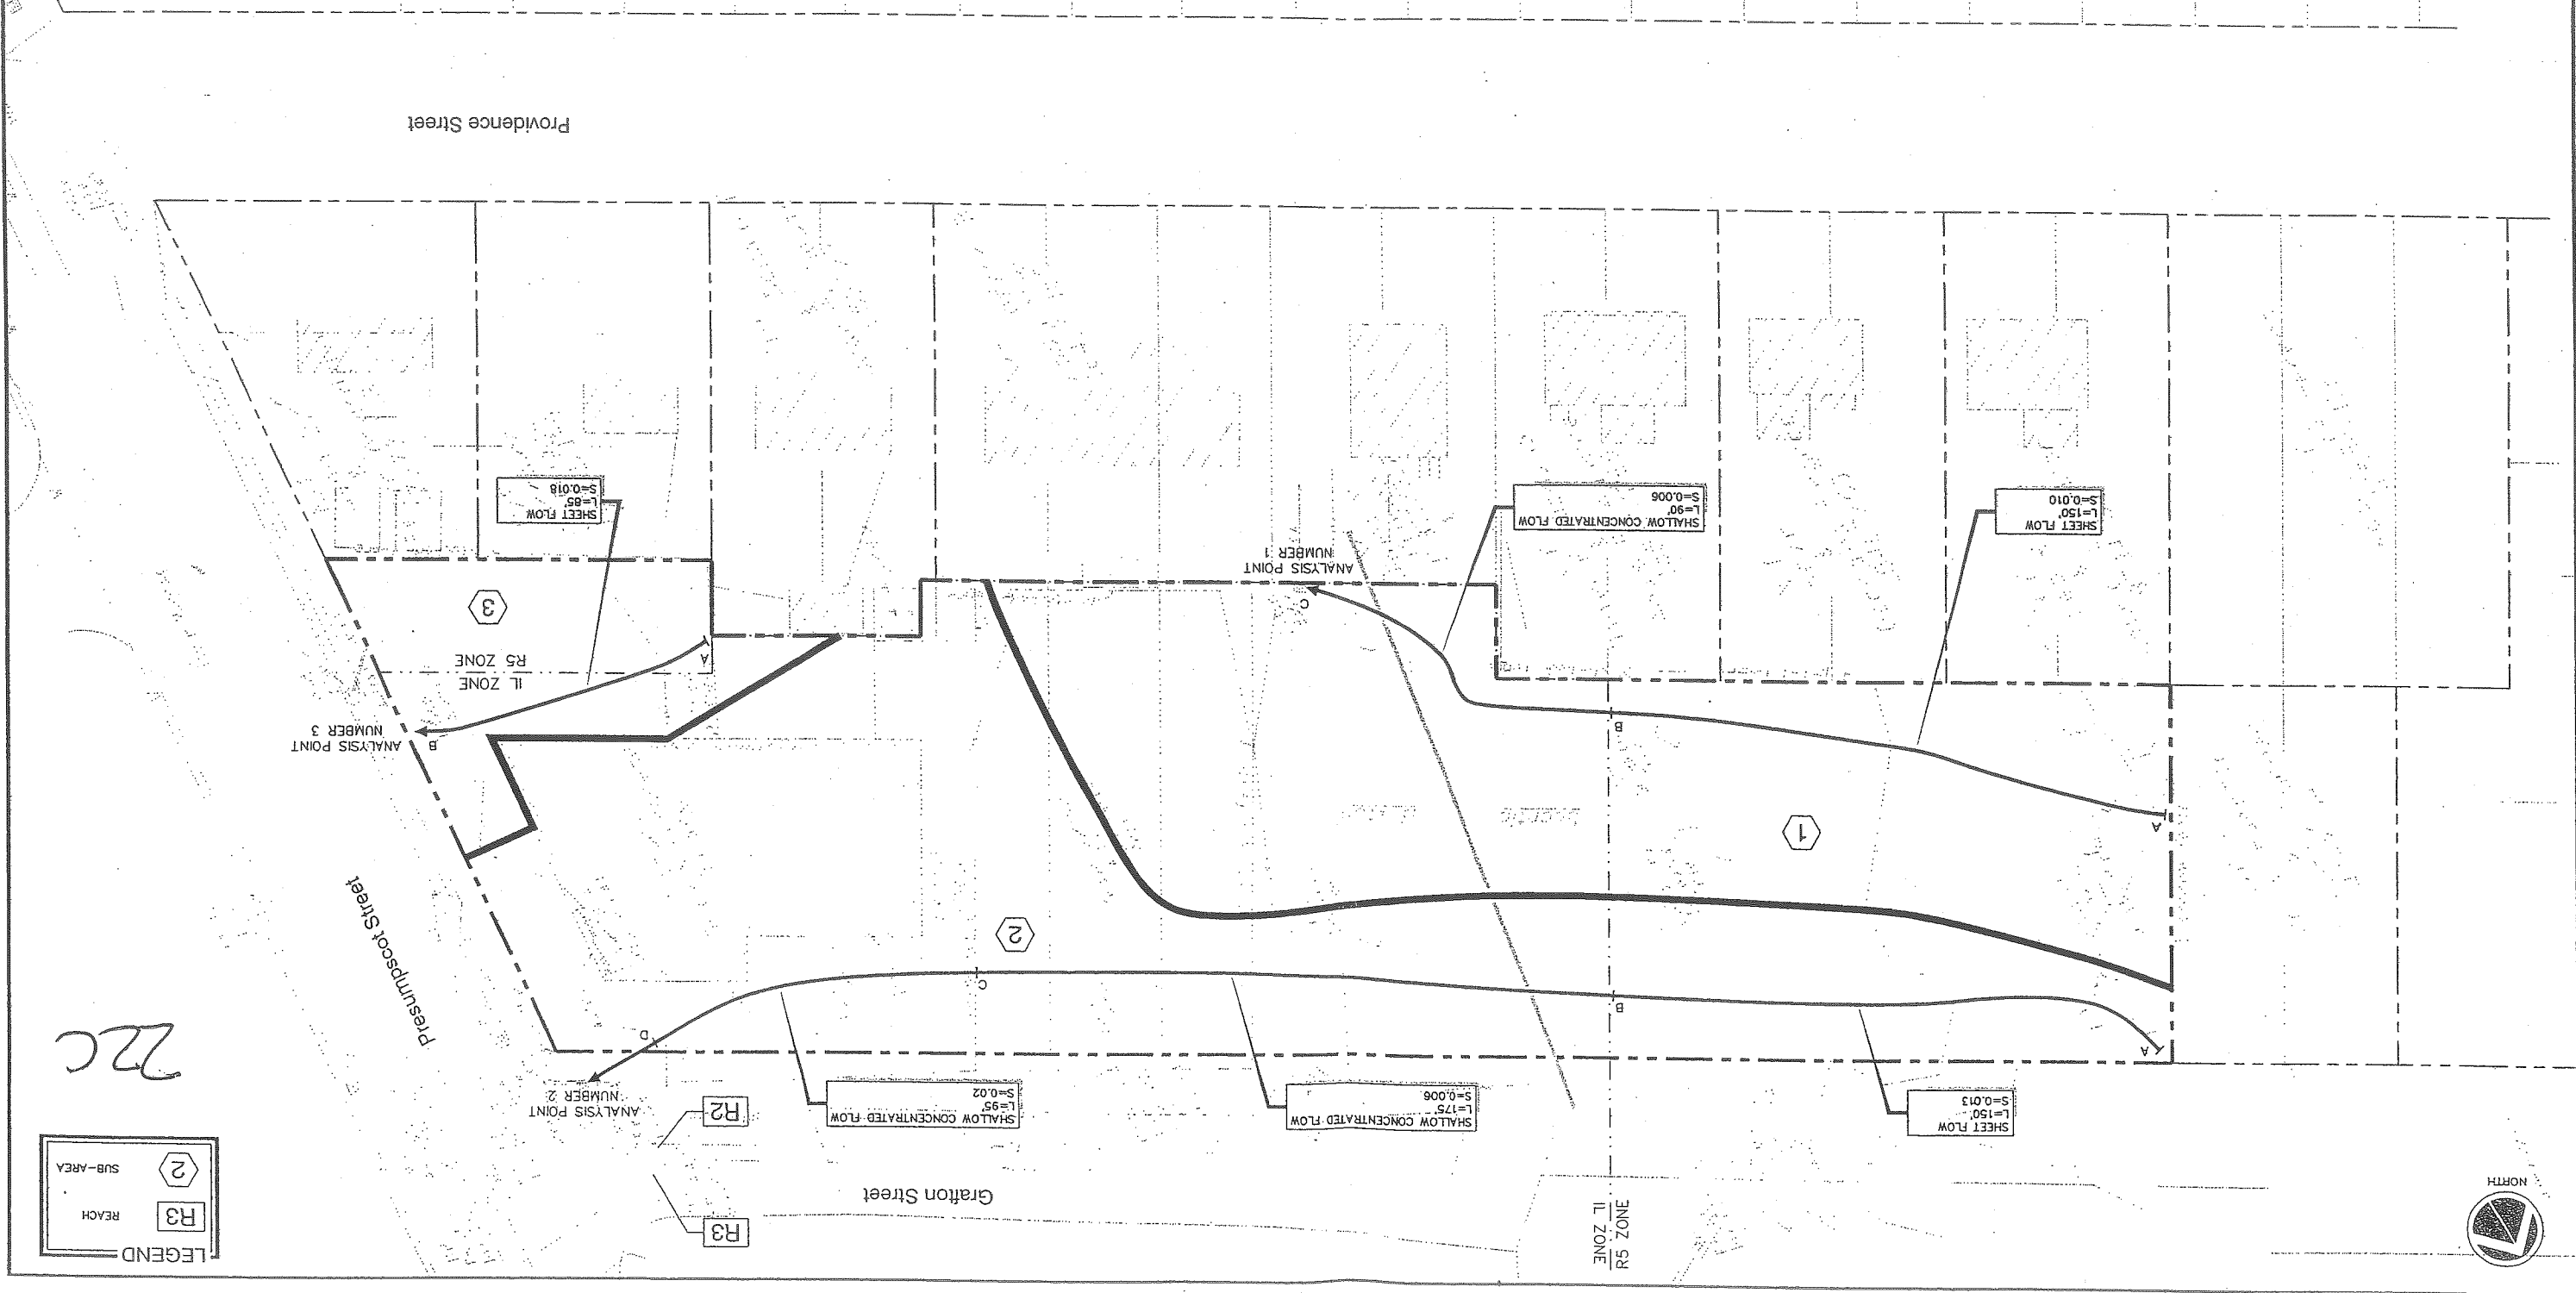 LEGEND
R3
REACH
2
SUB-AREA
22C
NORTH
R5 ZONE
IL ZONE
Grafton Street
R3
R2
SHEET FLOW
L=150'
S=0.013
SHALLOW CONCENTRATED FLOW
L=175'
S=0.006
SHALLOW CONCENTRATED FLOW
L=95'
S=0.02
ANALYSIS POINT
NUMBER 2
A
B
C
D
Presumpscot Street
2
1
A
B
C
ANALYSIS POINT
NUMBER 3
B
A
IL ZONE
R5 ZONE
3
ANALYSIS POINT
NUMBER 1
SHEET FLOW
L=150'
S=0.010
SHALLOW CONCENTRATED FLOW
L=90'
S=0.006
SHEET FLOW
L=85'
S=0.018
Providence Street